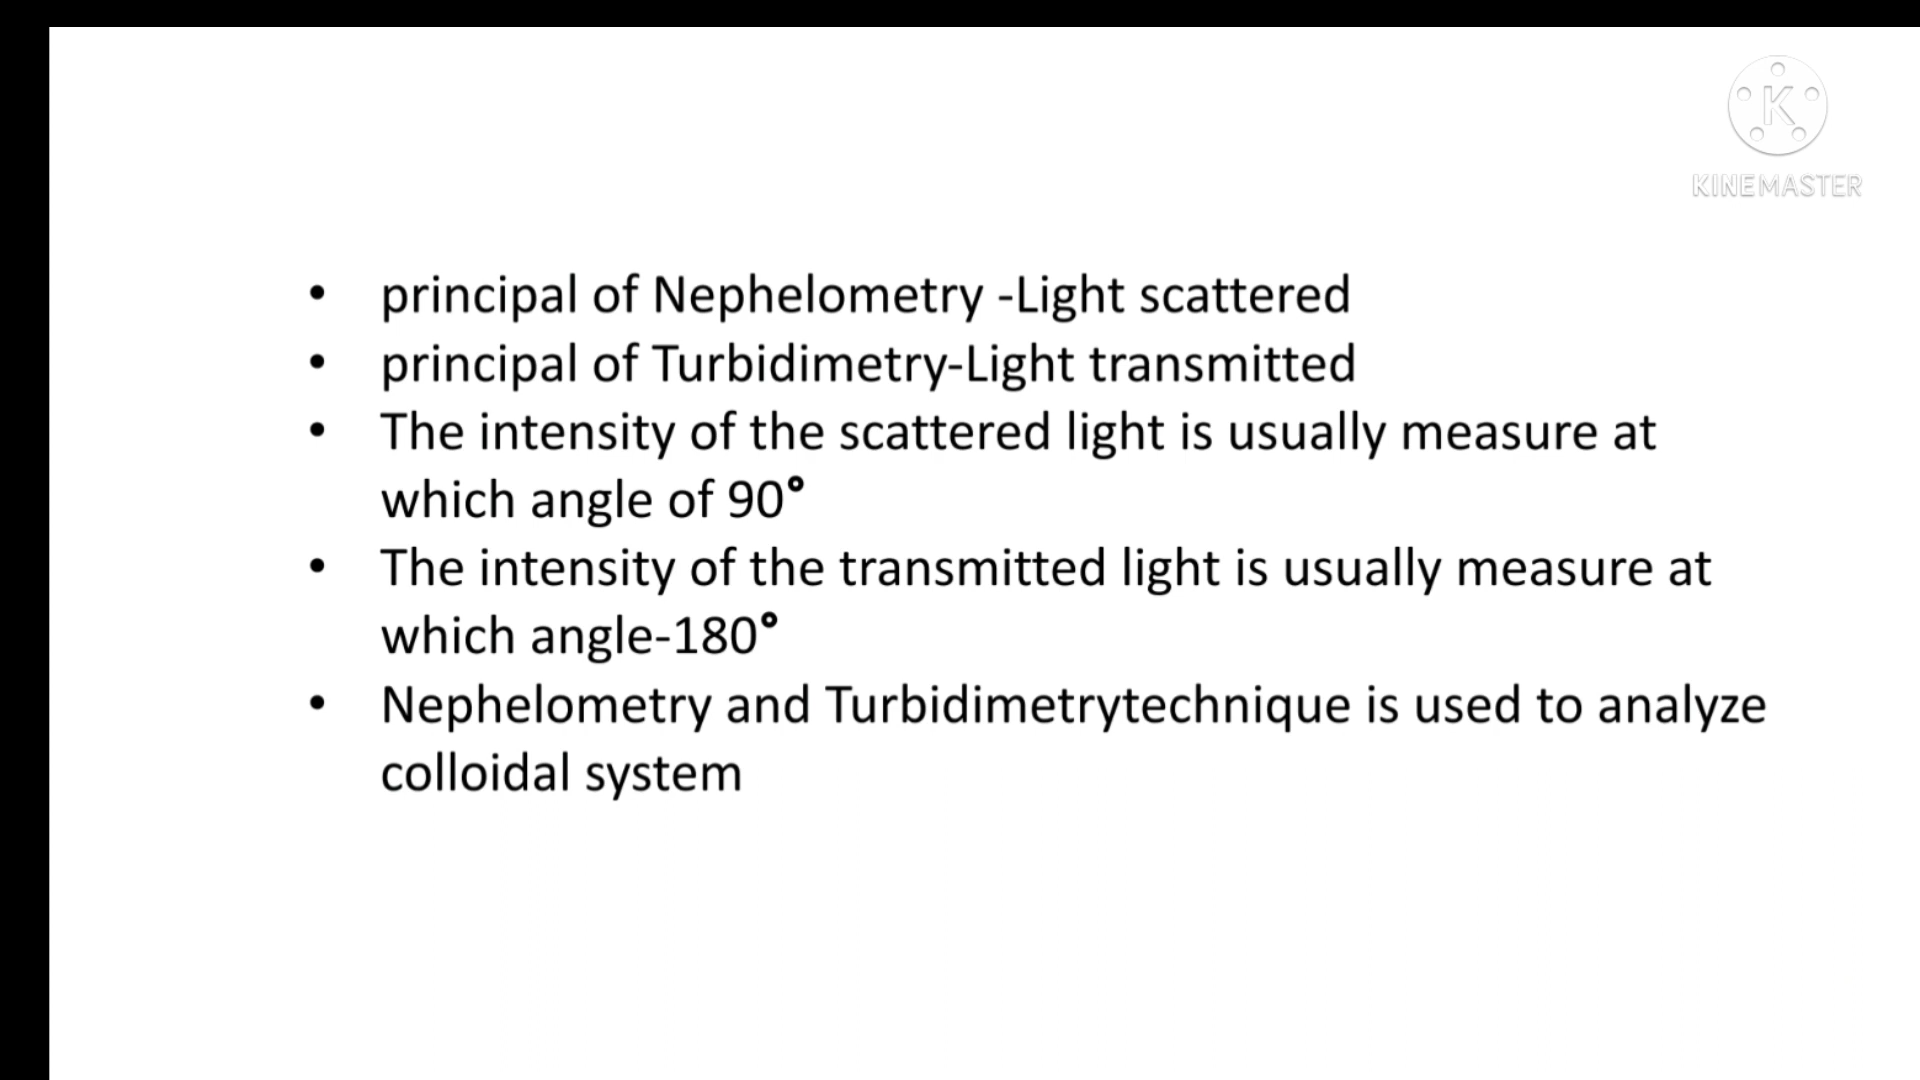 K
KINEMASTER
• principal of Nephelometry -Light scattered
• principal of Turbidimetry-Light transmitted
• The intensity of the scattered light is usually measure at
which angle of 90°
• The intensity of the transmitted light is usually measure at
which angle-180°
• Nephelometry and Turbidimetrytechnique is used to analyze
colloidal system